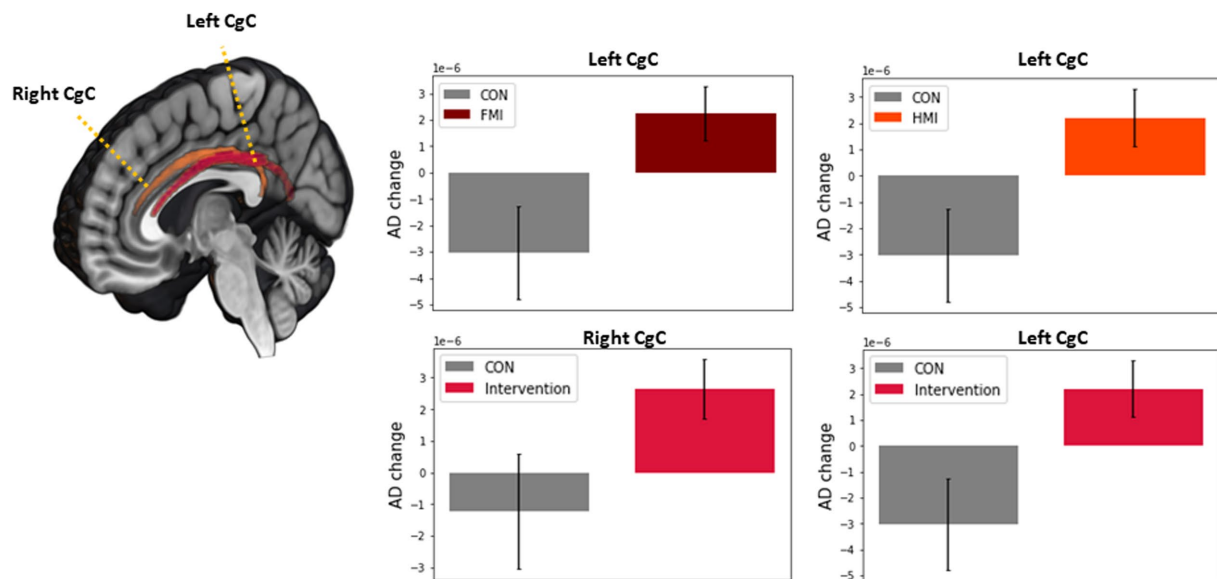 Left CgC
Right CgC
Left CgC
1e-6
CON
FMI
3
2
1
0
−1
−2
−3
−4
−5
AD change
Left CgC
1e-6
CON
HMI
3
2
1
0
−1
−2
−3
−4
−5
AD change
Right CgC
1e-6
CON
Intervention
3
2
1
0
−1
−2
−3
AD change
Left CgC
1e-6
CON
Intervention
3
2
1
0
−1
−2
−3
−4
−5
AD change